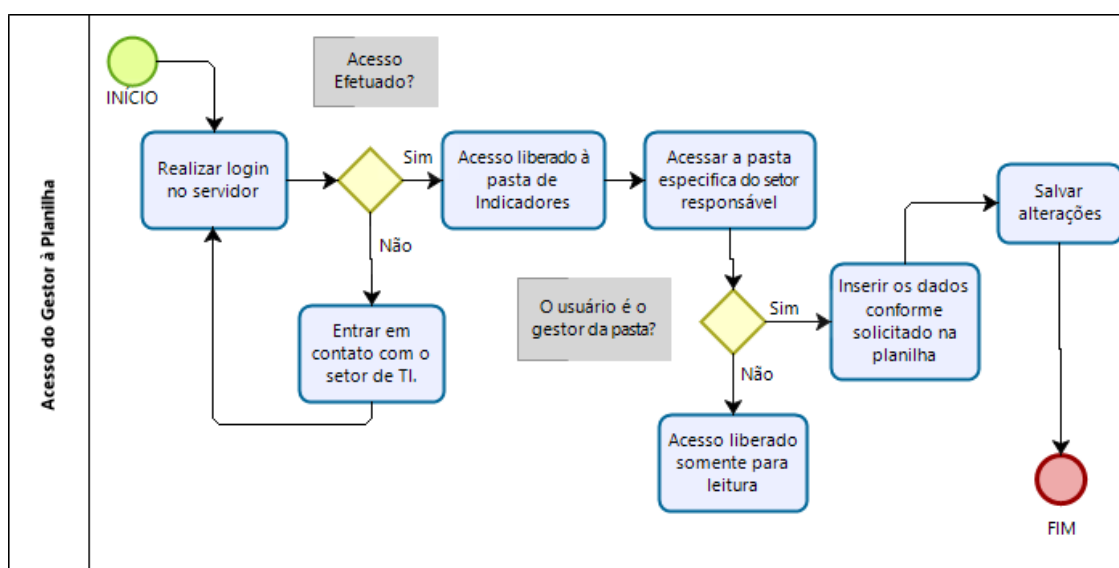 Acesso do Gestor à Planilha
INÍCIO
Acesso
Efetuado?
Realizar login
no servidor
Sim
Não
Acesso liberado à
pasta de
Indicadores
Acessar a pasta
especifica do setor
responsável
Entrar em
contato com o
setor de TI.
O usuário é o
gestor da pasta?
Sim
Não
Inserir os dados
conforme
solicitado na
planilha
Salvar
alterações
Acesso liberado
somente para
leitura
FIM